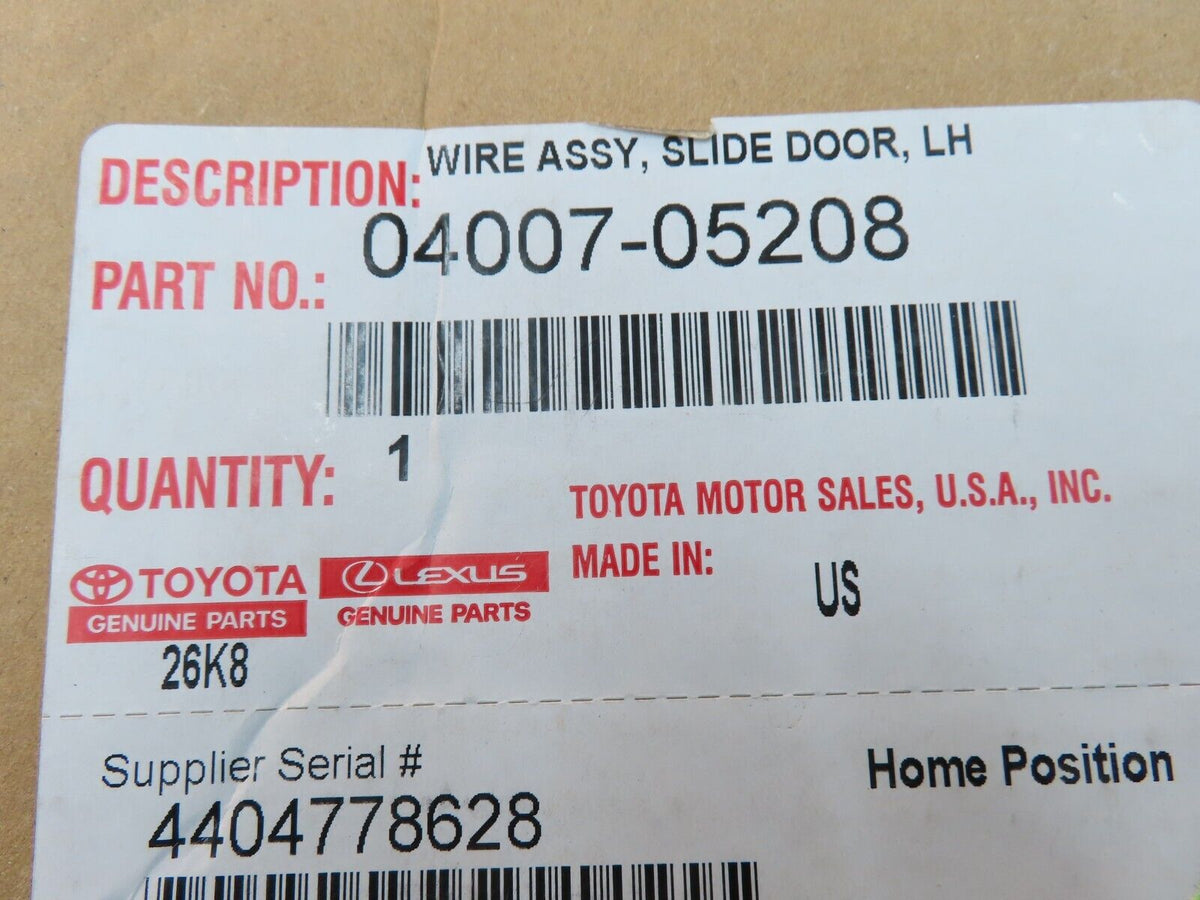 DESCRIPTION: WIRE ASSY, SLIDE DOOR, LH
PART NO.: 04007-05208
QUANTITY: 1
TOYOTA MOTOR SALES, U.S.A., INC.
MADE IN: US
TOYOTA
GENUINE PARTS
LEXUS
GENUINE PARTS
26K8
Supplier Serial #
4404778628
Home Position